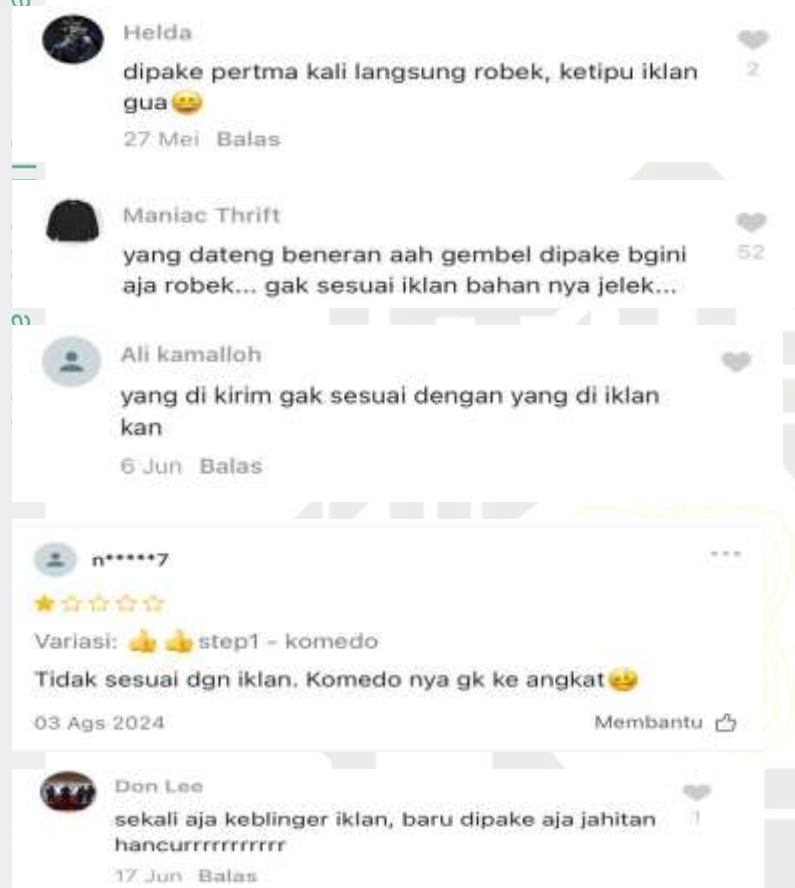 Helda
dipake pertma kali langsung robek, ketipu iklan
gua😄
2
27 Mei Balas
Maniac Thrift
yang dateng beneran aah gembel dipake bgini
aja robek... gak sesuai iklan bahan nya jelek...
52
Ali kamalloh
yang di kirim gak sesuai dengan yang di iklan
kan
6 Jun Balas
n*****7
Variasi: 👍👍step1 - komedo
Tidak sesuai dgn iklan. Komedo nya gk ke angkat🥴
03 Ags 2024 Membantu
Don Lee
sekali aja keblinger iklan, baru dipake aja jahitan
hancurrrrrrrrrrr
1
17 Jun Balas